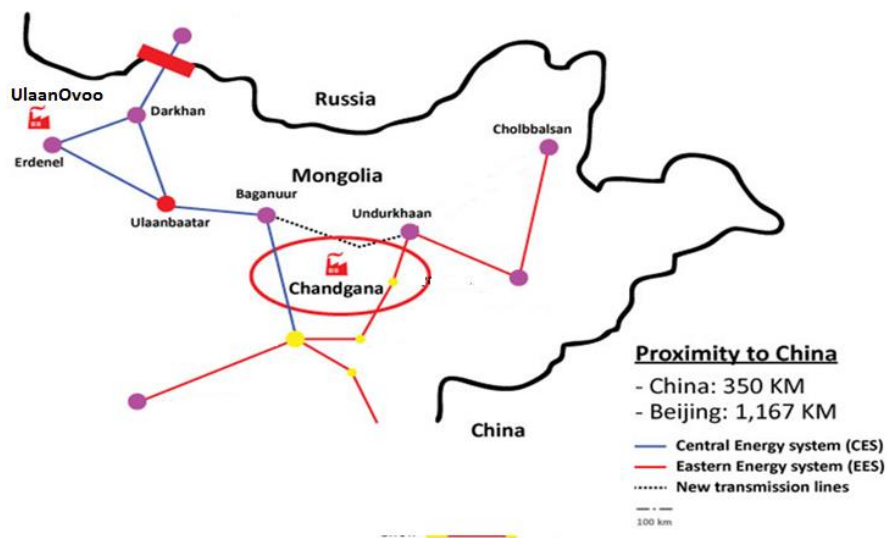 UlaanOvoo
Darkhan
Russia
Cholbbalsan
Erdenel
Mongolia
Baganuur
Undurkhaan
Ulaanbaatar
Chandgana
Proximity to China
- China: 350 KM
- Beijing: 1,167 KM
China
Central Energy system (CES)
Eastern Energy system (EES)
New transmission lines
100 km